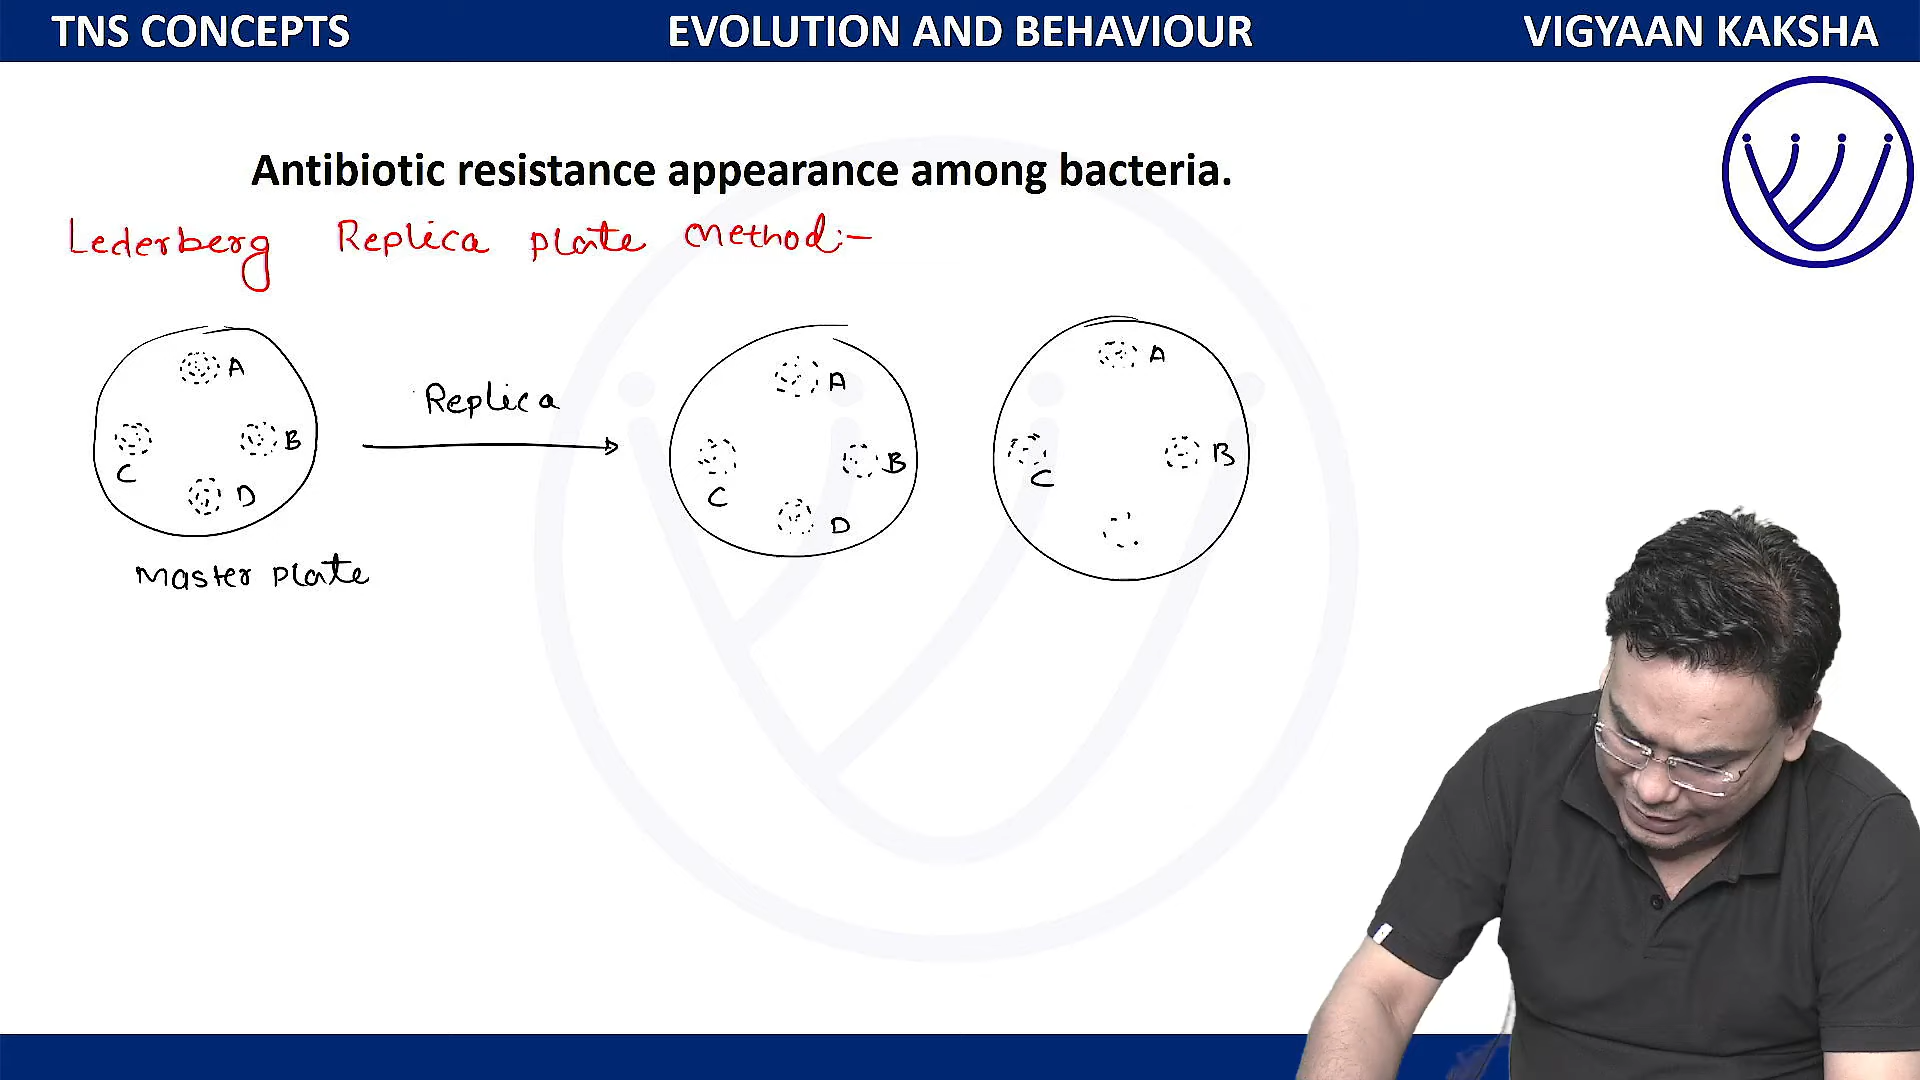 TNS CONCEPTS EVOLUTION AND BEHAVIOUR VIGYAAN KAKSHA
Antibiotic resistance appearance among bacteria.
Lederberg Replica plate method:-
A
B
C
D
Master plate
Replica
A
B
C
D
A
B
C